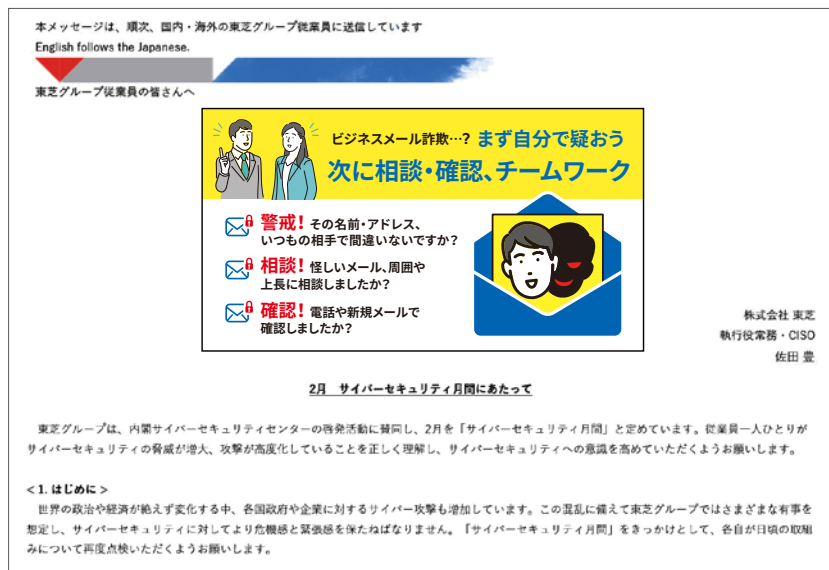 本メッセージは、順次、国内・海外の東芝グループ従業員に送信しています
English follows the Japanese.
東芝グループ従業員の皆さんへ
ビジネスメール詐欺…? まず自分で疑おう
次に相談・確認、チームワーク
警戒! その名前・アドレス、
いつもの相手で間違いないですか?
相談! 怪しいメール、周囲や
上長に相談しましたか?
確認! 電話や新規メールで
確認しましたか?
株式会社 東芝
執行役常務・CISO
佐田 豊
2月 サイバーセキュリティ月間にあたって
東芝グループは、内閣サイバーセキュリティセンターの啓発活動に賛同し、2月を「サイバーセキュリティ月間」と定めています。従業員一人ひとりが
サイバーセキュリティの脅威が増大、攻撃が高度化していることを正しく理解し、サイバーセキュリティへの意識を高めていただくようお願いします。
<1. はじめに>
世界の政治や経済が絶えず変化する中、各国政府や企業に対するサイバー攻撃も増加しています。この混乱に備えて東芝グループではさまざまな有事を
想定し、サイバーセキュリティに対してより危機感と緊張感を保たねばなりません。「サイバーセキュリティ月間」をきっかけとして、各自が日頃の取組
みについて再度点検いただくようお願いします。